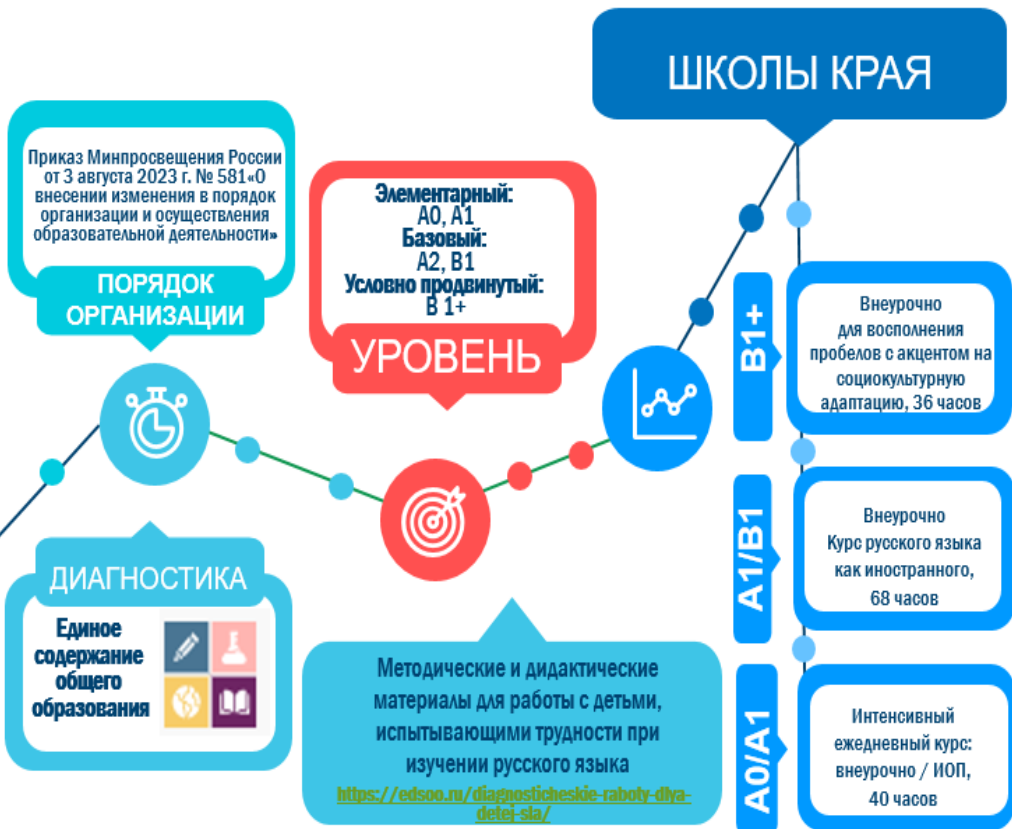 ШКОЛЫ КРАЯ
Приказ Минпросвещения России
от 3 августа 2023 г. № 581«О
внесении изменения в порядок
организации и осуществления
образовательной деятельности»
ПОРЯДОК
ОРГАНИЗАЦИИ
Элементарный:
А0, А1
Базовый:
А2, В1
Условно продвинутый:
В 1+
УРОВЕНЬ
ДИАГНОСТИКА
Единое
содержание
общего
образования
Методические и дидактические
материалы для работы с детьми,
испытывающими трудности при
изучении русского языка
https://edsoo.ru/diagnosticheskie-raboty-dlya-
detej-sla/
В1+
Внеурочно
для восполнения
пробелов с акцентом на
социокультурную
адаптацию, 36 часов
А1/В1
Внеурочно
Курс русского языка
как иностранного,
68 часов
А0/А1
Интенсивный
ежедневный курс:
внеурочно / ИОП,
40 часов